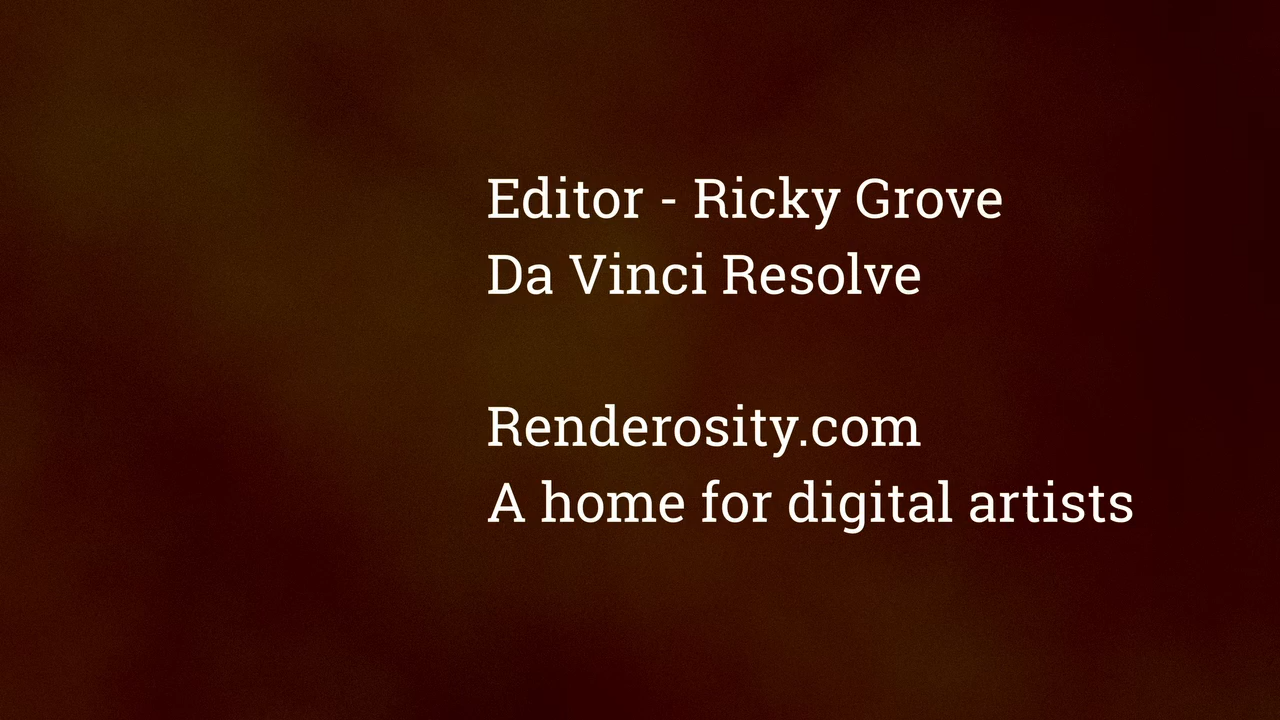 Editor - Ricky Grove
Da Vinci Resolve
Renderosity.com
A home for digital artists